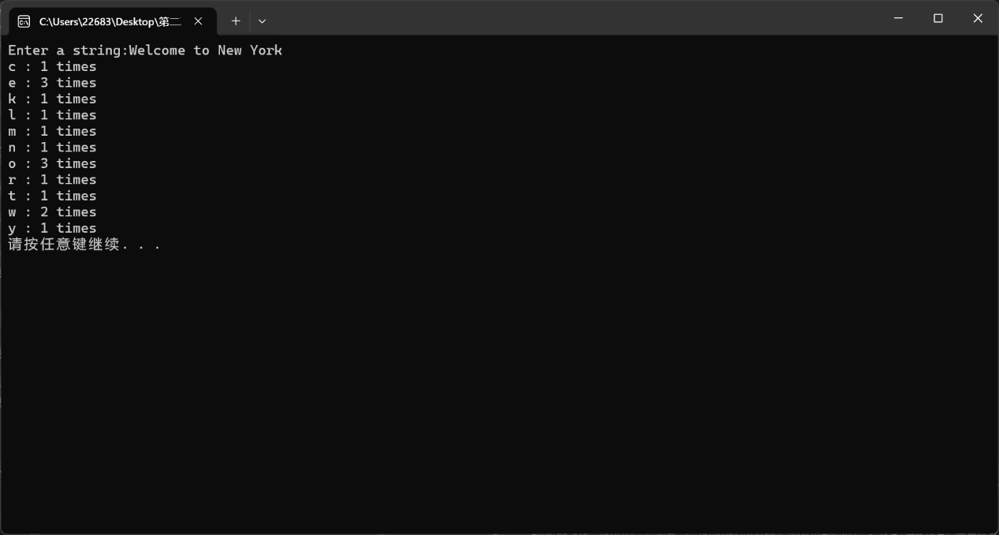 C:\Users\22683\Desktop\第二
Enter a string:Welcome to New York
c : 1 times
e : 3 times
k : 1 times
l : 1 times
m : 1 times
n : 1 times
o : 3 times
r : 1 times
t : 1 times
w : 2 times
y : 1 times
请按任意键继续. . .